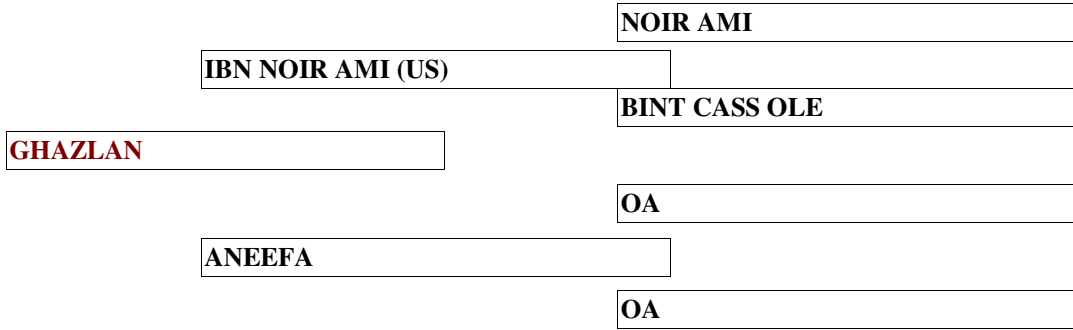 NOIR AMI
IBN NOIR AMI (US)
BINT CASS OLE
GHAZLAN
OA
ANEEFA
OA